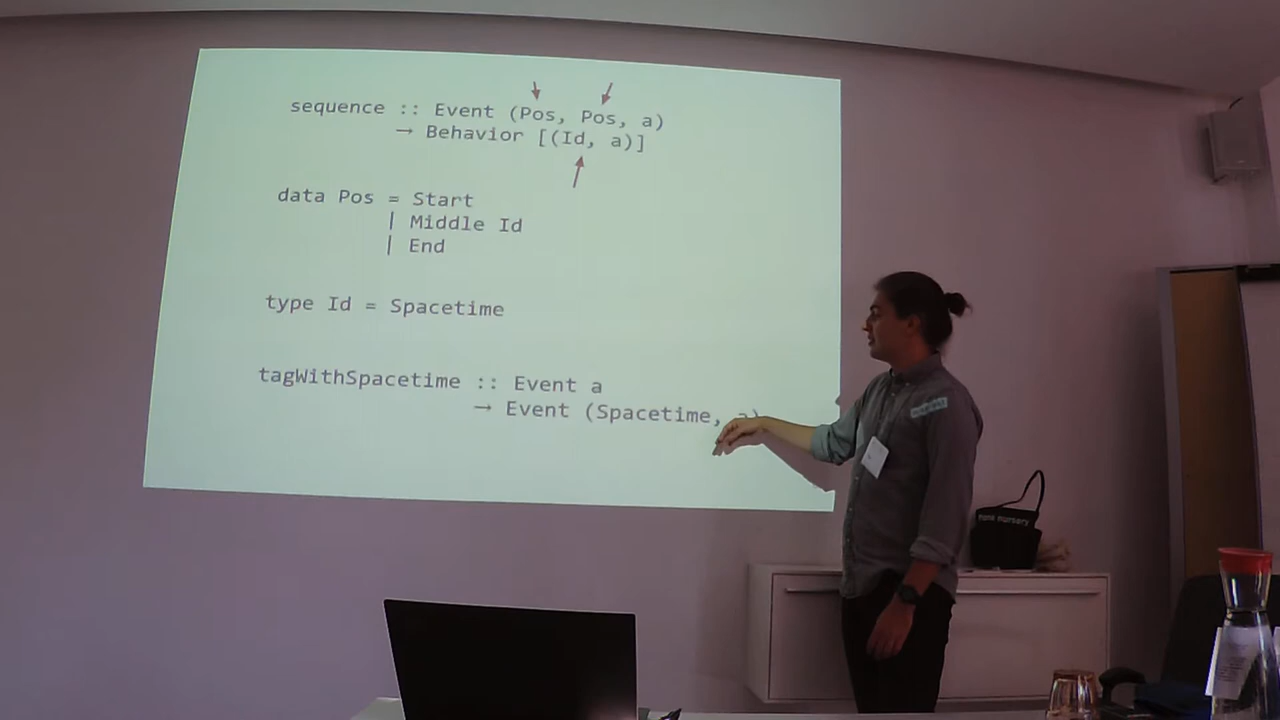 sequence :: Event (Pos, Pos, a)
→ Behavior [(Id, a)]
data Pos = Start
| Middle Id
| End
type Id = Spacetime
tagWithSpacetime :: Event a
→ Event (Spacetime, a)
nursery